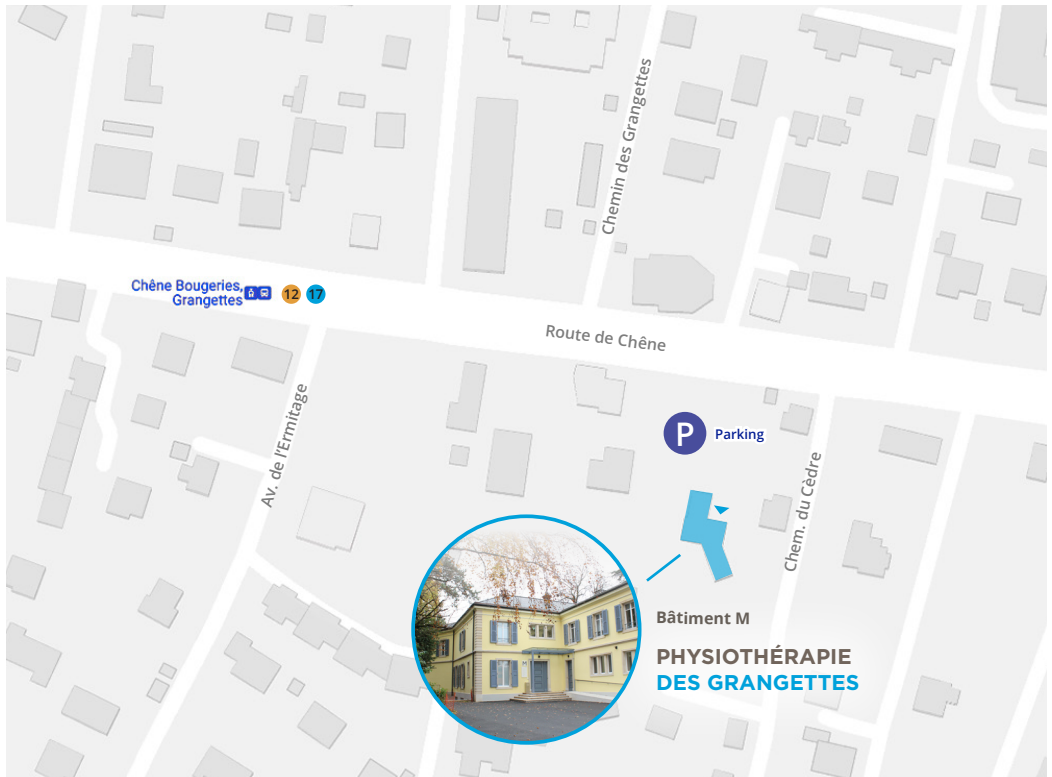 Chemin des Grangettes
Chêne Bougeries,
Grangettes
12
17
Route de Chêne
Av. de l'Ermitage
P
Parking
Chem. du Cèdre
M
Bâtiment M
PHYSIOTHÉRAPIE
DES GRANGETTES